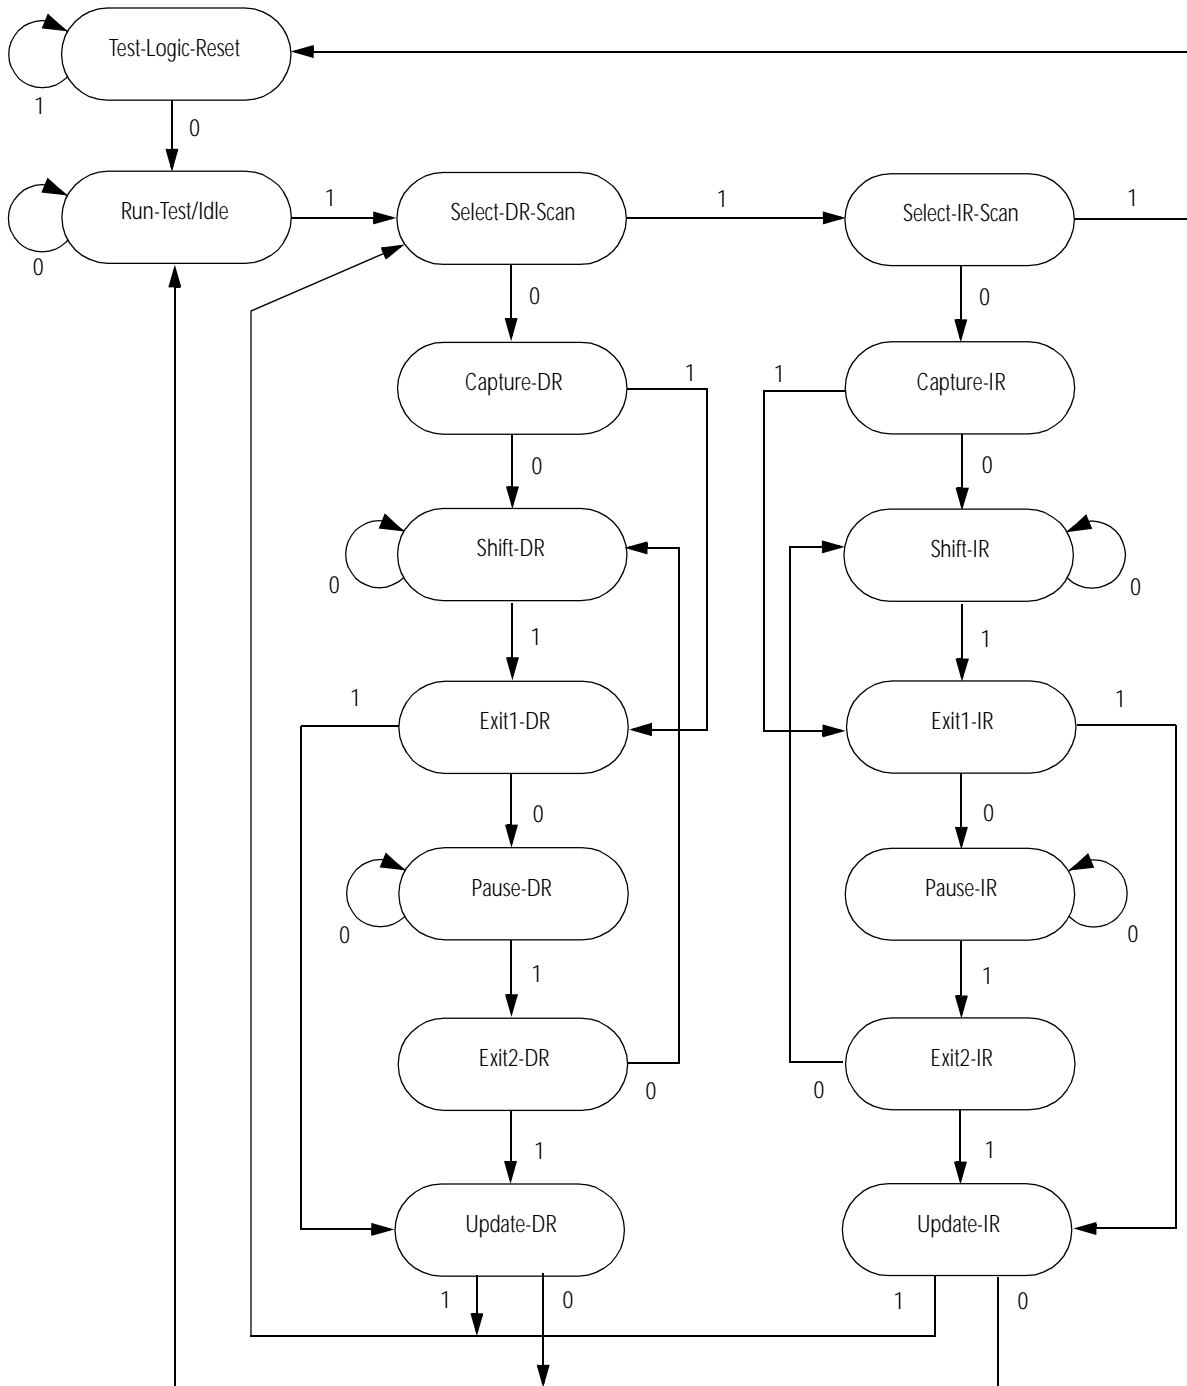 Test-Logic-Reset
1
0
Run-Test/Idle
1
Select-DR-Scan
1
Select-IR-Scan
1
0
0
0
Capture-DR
1
1
Capture-IR
0
0
Shift-DR
Shift-IR
0
0
1
1
1
Exit1-DR
Exit1-IR
1
0
0
Pause-DR
Pause-IR
0
0
1
1
Exit2-DR
Exit2-IR
0
0
1
1
Update-DR
Update-IR
1
0
1
0